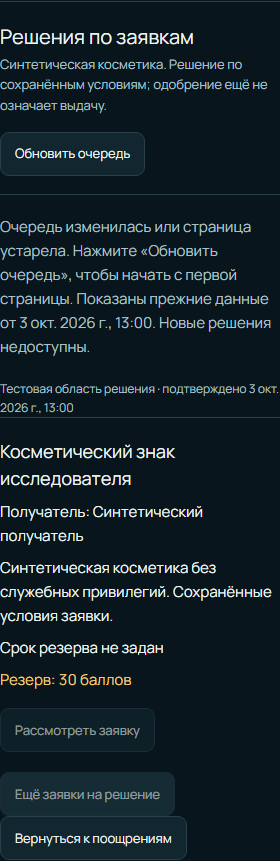 Решения по заявкам
Синтетическая косметика. Решение по
сохранённым условиям; одобрение ещё не
означает выдачу.
Обновить очередь
Очередь изменилась или страница
устарела. Нажмите «Обновить
очередь», чтобы начать с первой
страницы. Показаны прежние данные
от 3 окт. 2026 г., 13:00. Новые решения
недоступны.
Тестовая область решения · подтверждено 3 окт.
2026 г., 13:00
Косметический знак
исследователя
Получатель: Синтетический
получатель
Синтетическая косметика без
служебных привилегий. Сохранённые
условия заявки.
Срок резерва не задан
Резерв: 30 баллов
Рассмотреть заявку
Ещё заявки на решение
Вернуться к поощрениям